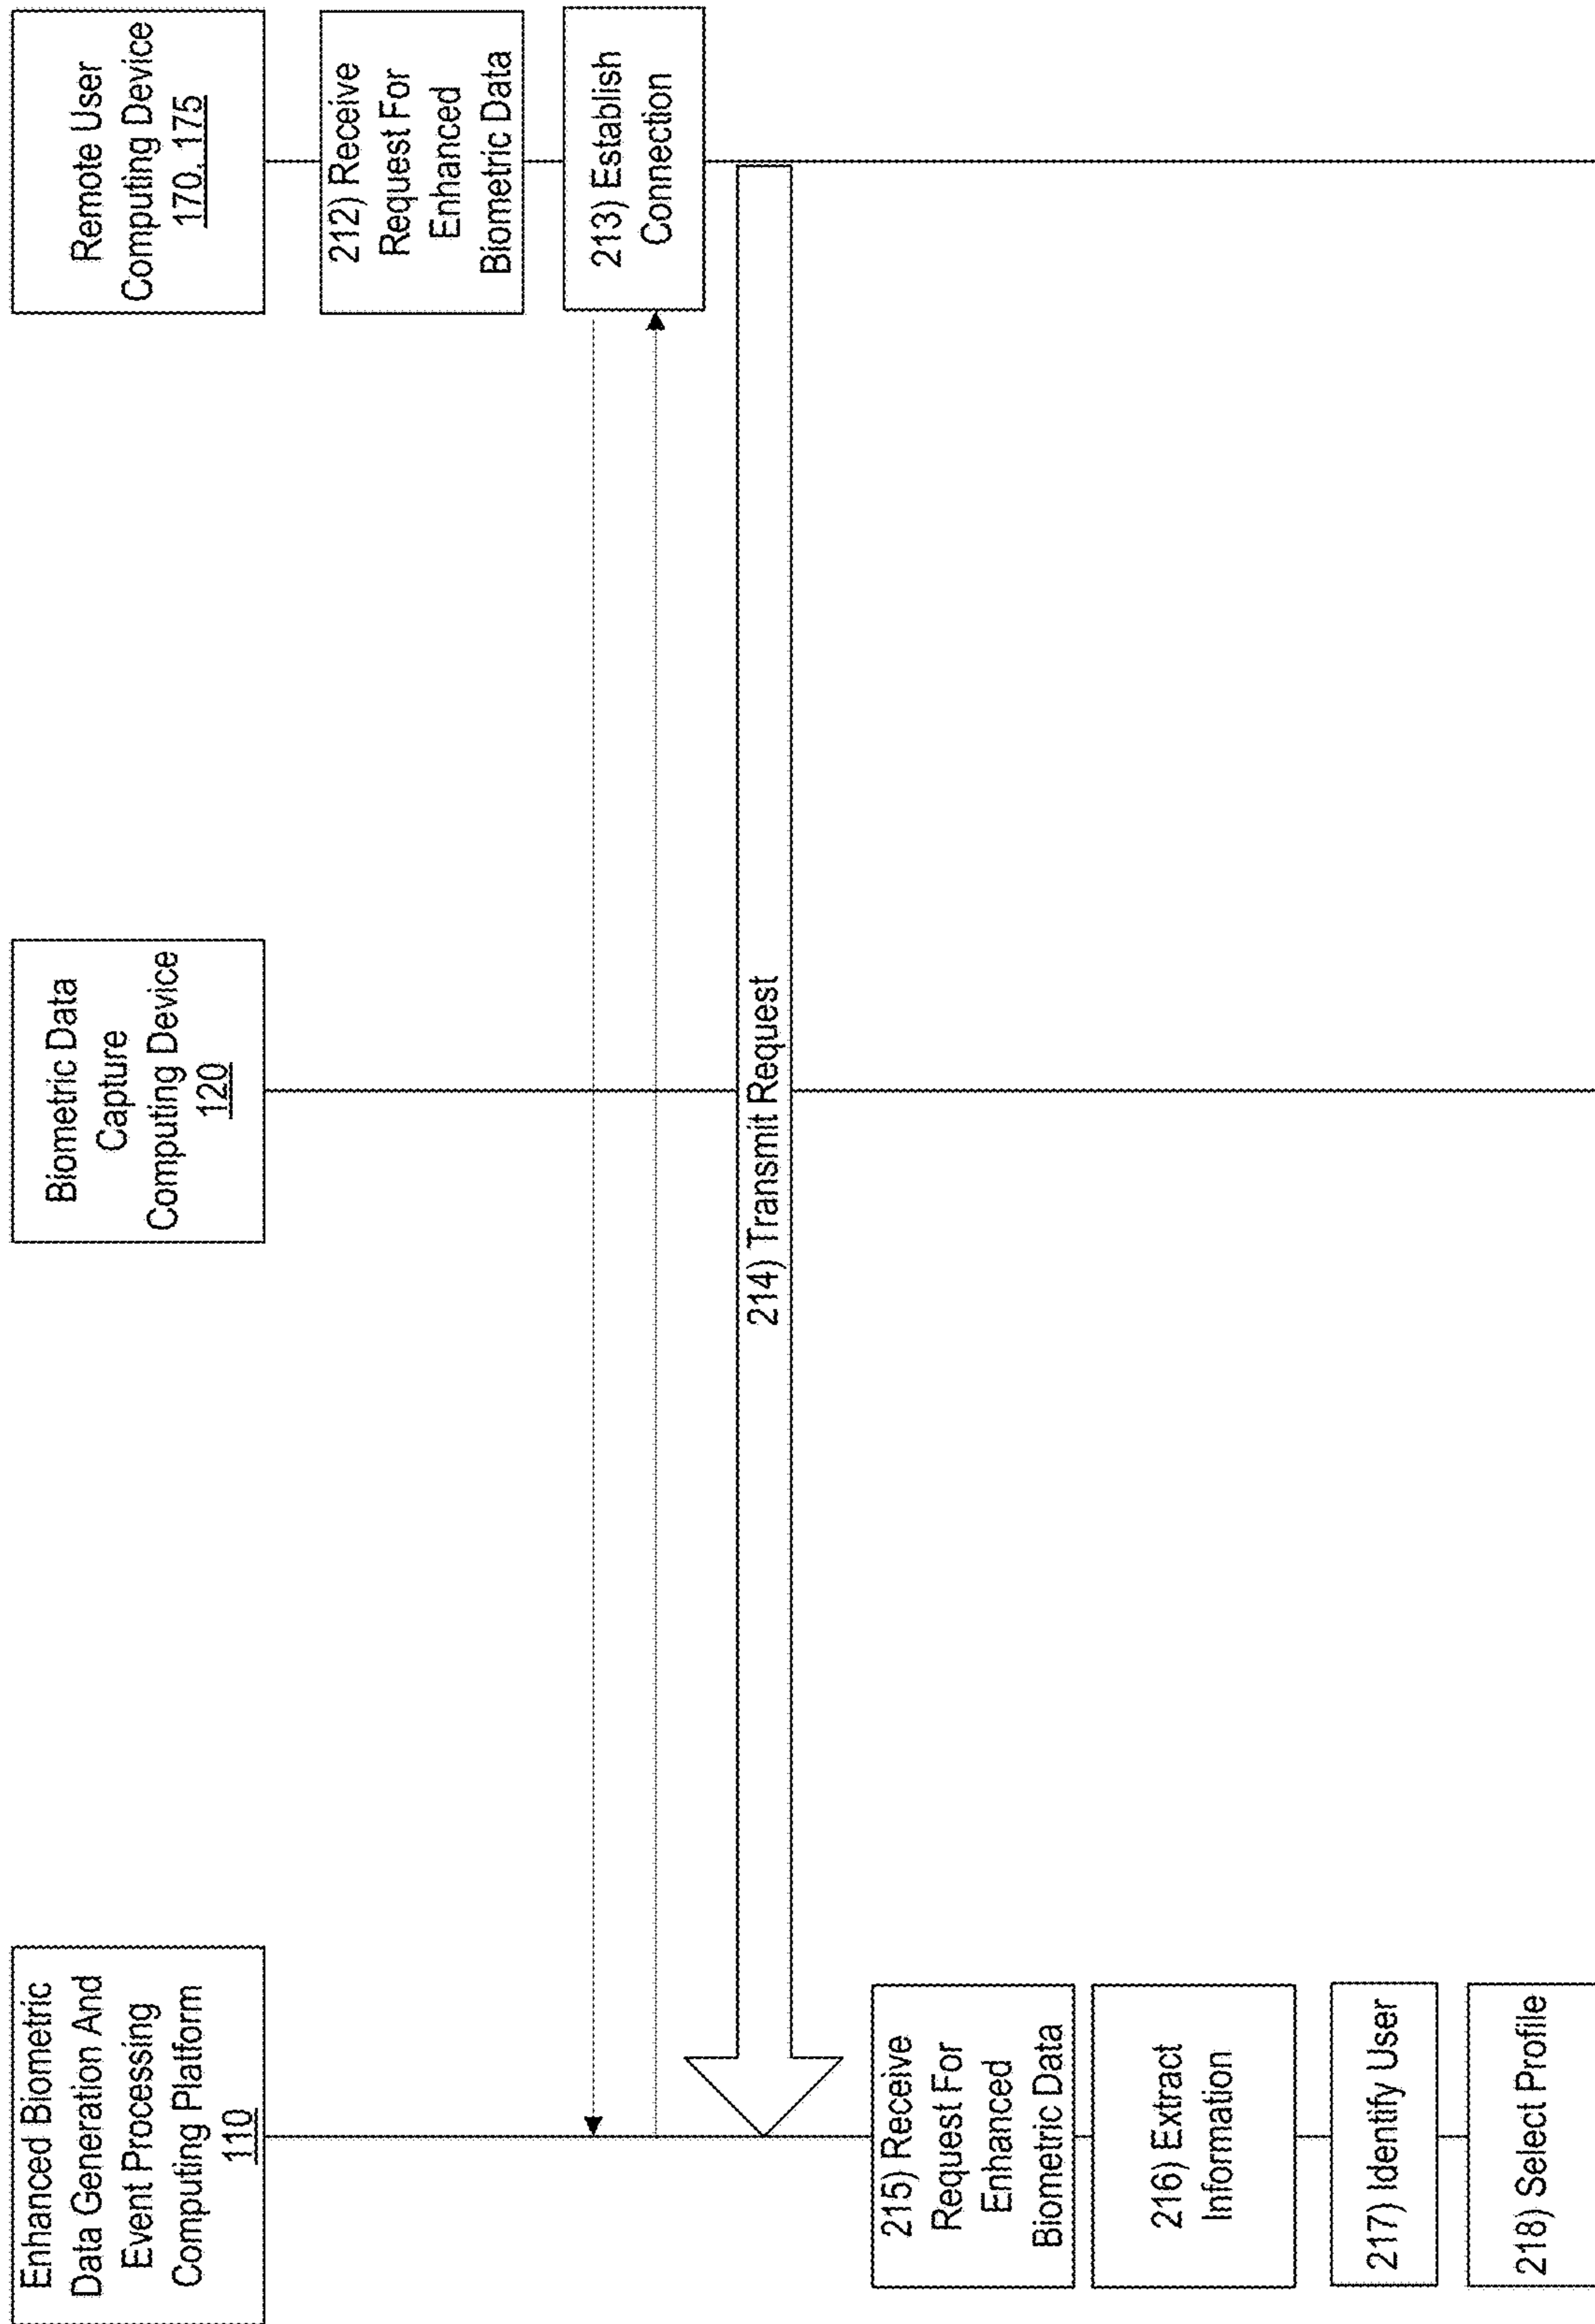 Enhanced Biometric
Data Generation And
Event Processing
Computing Platform
110
Biometric Data
Capture
Computing Device
120
Remote User
Computing Device
170, 175
212) Receive
Request For
Enhanced
Biometric Data
213) Establish
Connection
214) Transmit Request
215) Receive
Request For
Enhanced
Biometric Data
216) Extract
Information
217) Identify User
218) Select Profile